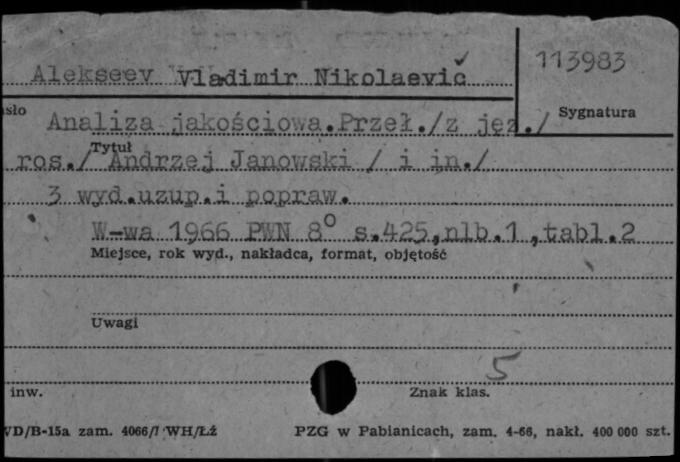 Alekseev Vladimir Nikolaevič
113983
sło
Sygnatura
Analiza jakościowa.Przeł./z jęz./
Tytuł
ros./ Andrzej Janowski / i in./
3 wyd.uzup.i popraw.
W-wa 1966 PWN 8° s.425,nlb.1,tabl.2
Miejsce, rok wyd., nakładca, format, objętość
Uwagi
5
inw.
Znak klas.
VD/B-15a zam. 4066/7 WH/Łź
PZG w Pabianicach, zam. 4-66, nakł. 400 000 szt.